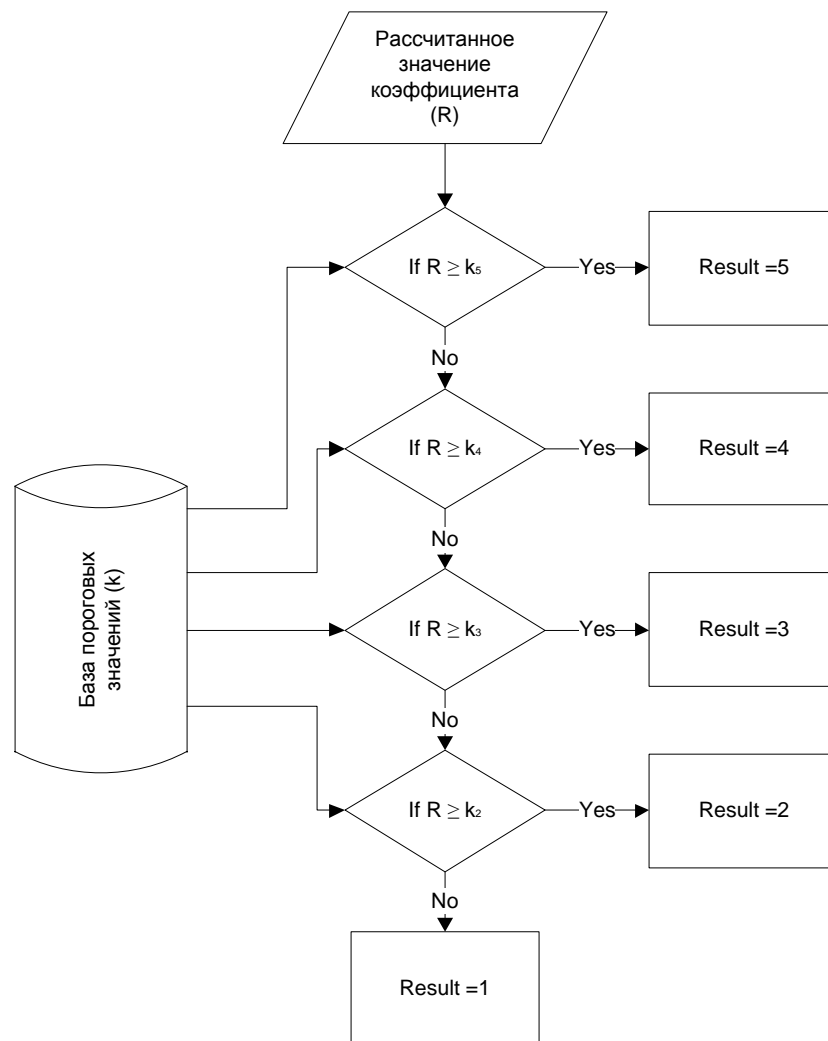 Рассчитанное
значение
коэффициента
(R)
If R ≥ k₅
Yes
Result =5
No
If R ≥ k₄
Yes
Result =4
No
База пороговых
значений (k)
If R ≥ k₃
Yes
Result =3
No
If R ≥ k₂
Yes
Result =2
No
Result =1